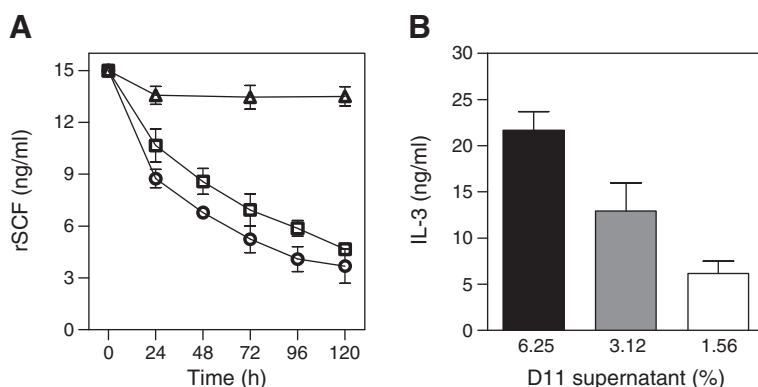 A
rSCF (ng/ml)
15
12
9
6
3
0
0 24 48 72 96 120
Time (h)
B
IL-3 (ng/ml)
30
25
20
15
10
5
0
6.25 3.12 1.56
D11 supernatant (%)